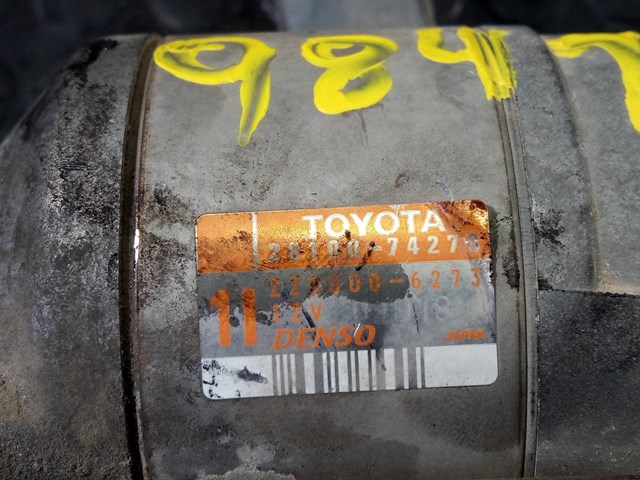 9847
TOYOTA
28100-74270
228000-6273
11
12V
DENSO
JAPAN